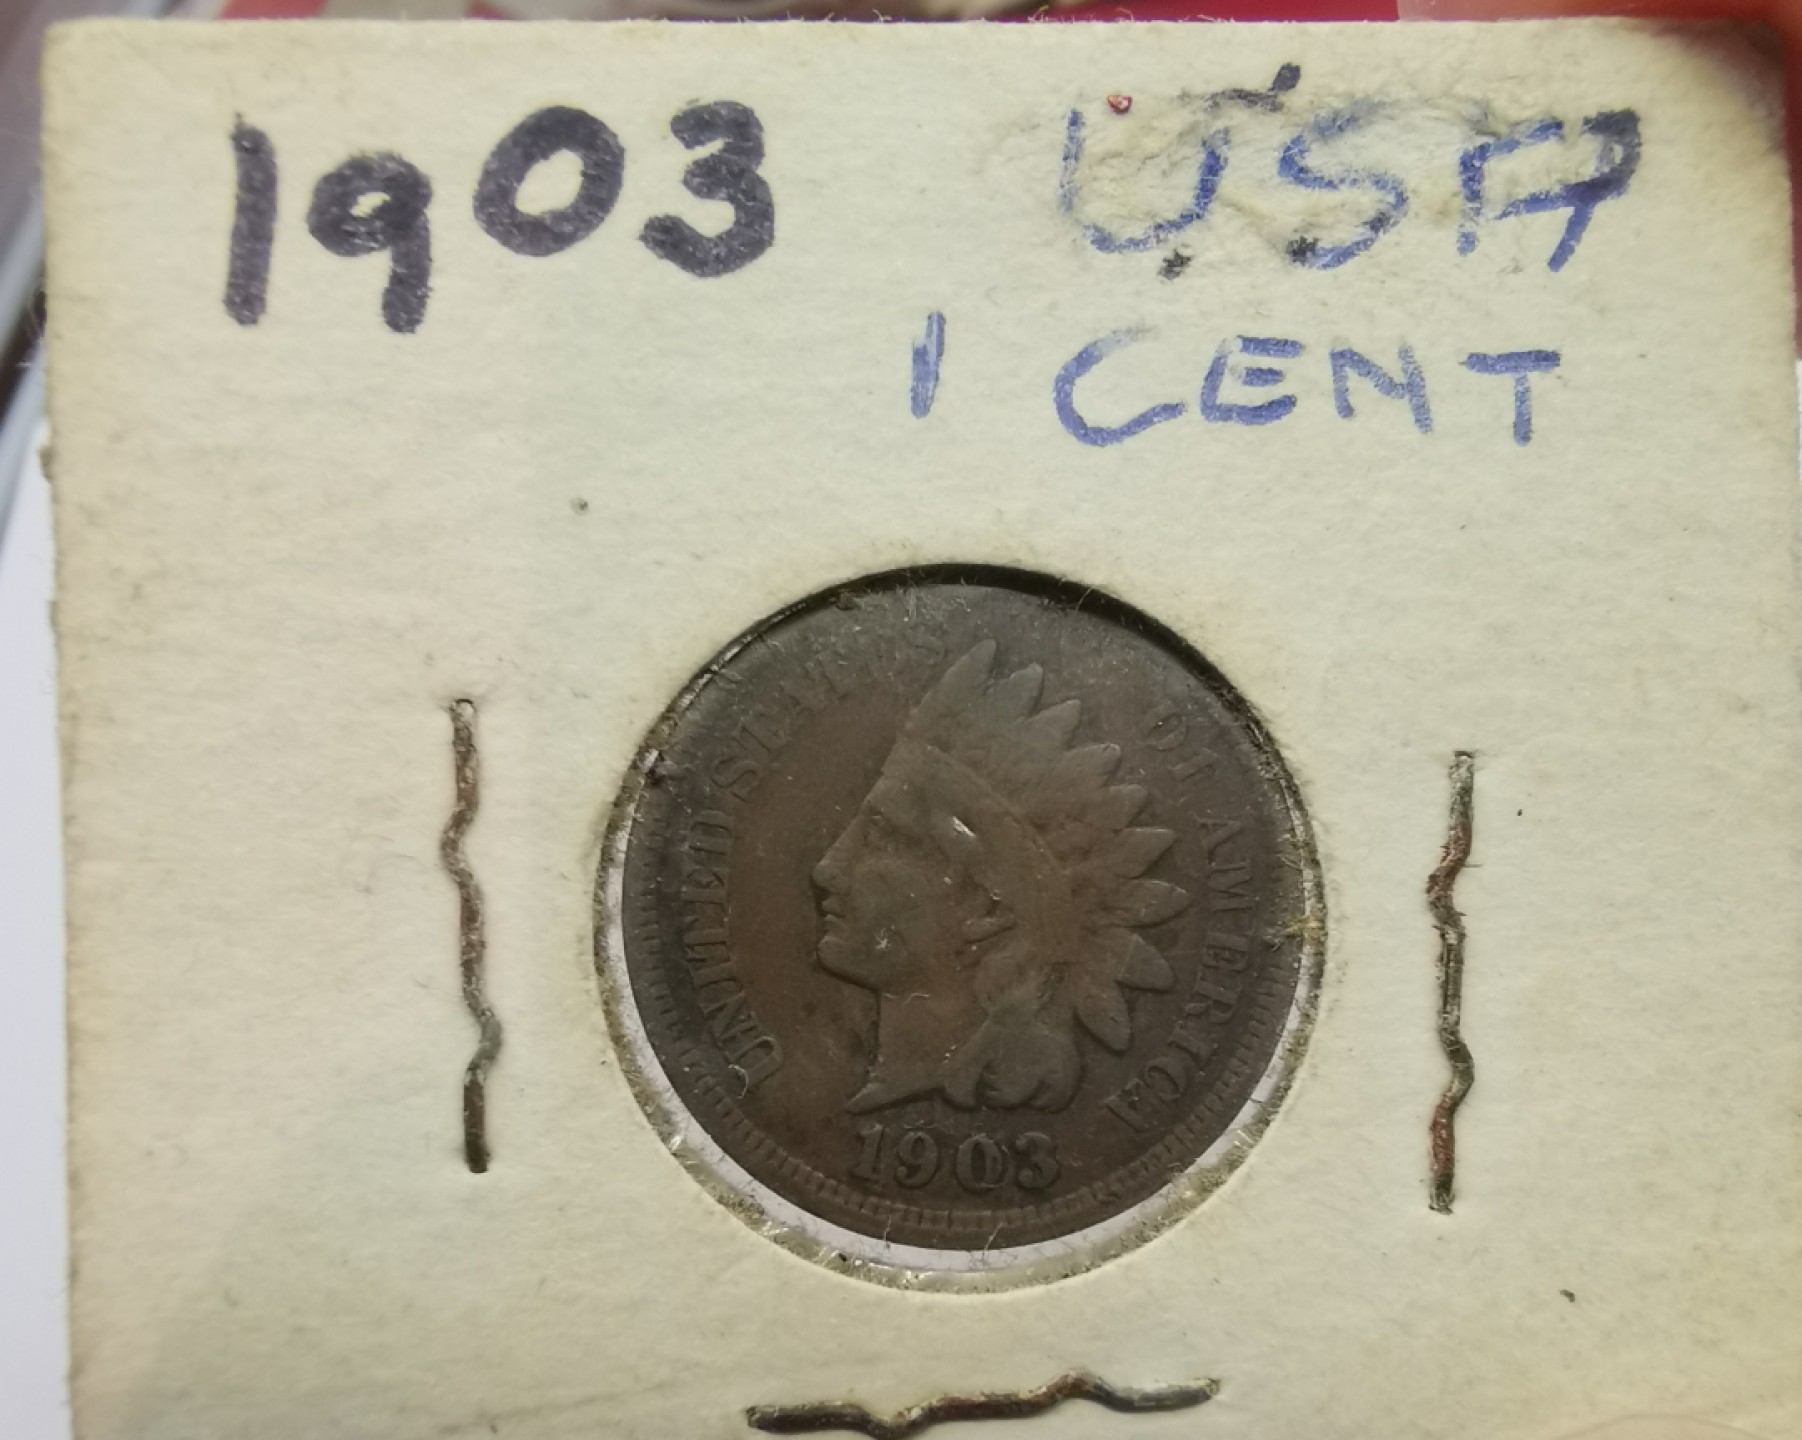 1903 USA
1 CENT
UNITED STATES OF AMERICA
1903